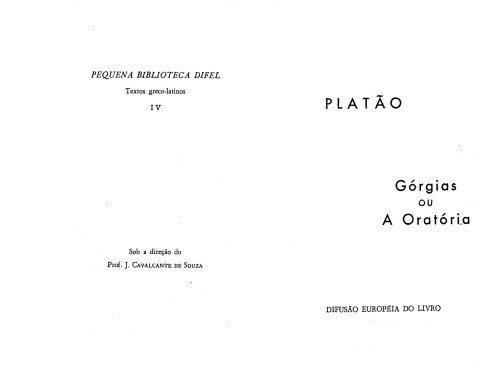 PEQUENA BIBLIOTECA DIFEL
Textos greco-latinos
IV
Sob a direção do
Prof. J. CAVALCANTE DE SOUZA
PLATÃO
Górgias
OU
A Oratória
DIFUSÃO EUROPÉIA DO LIVRO